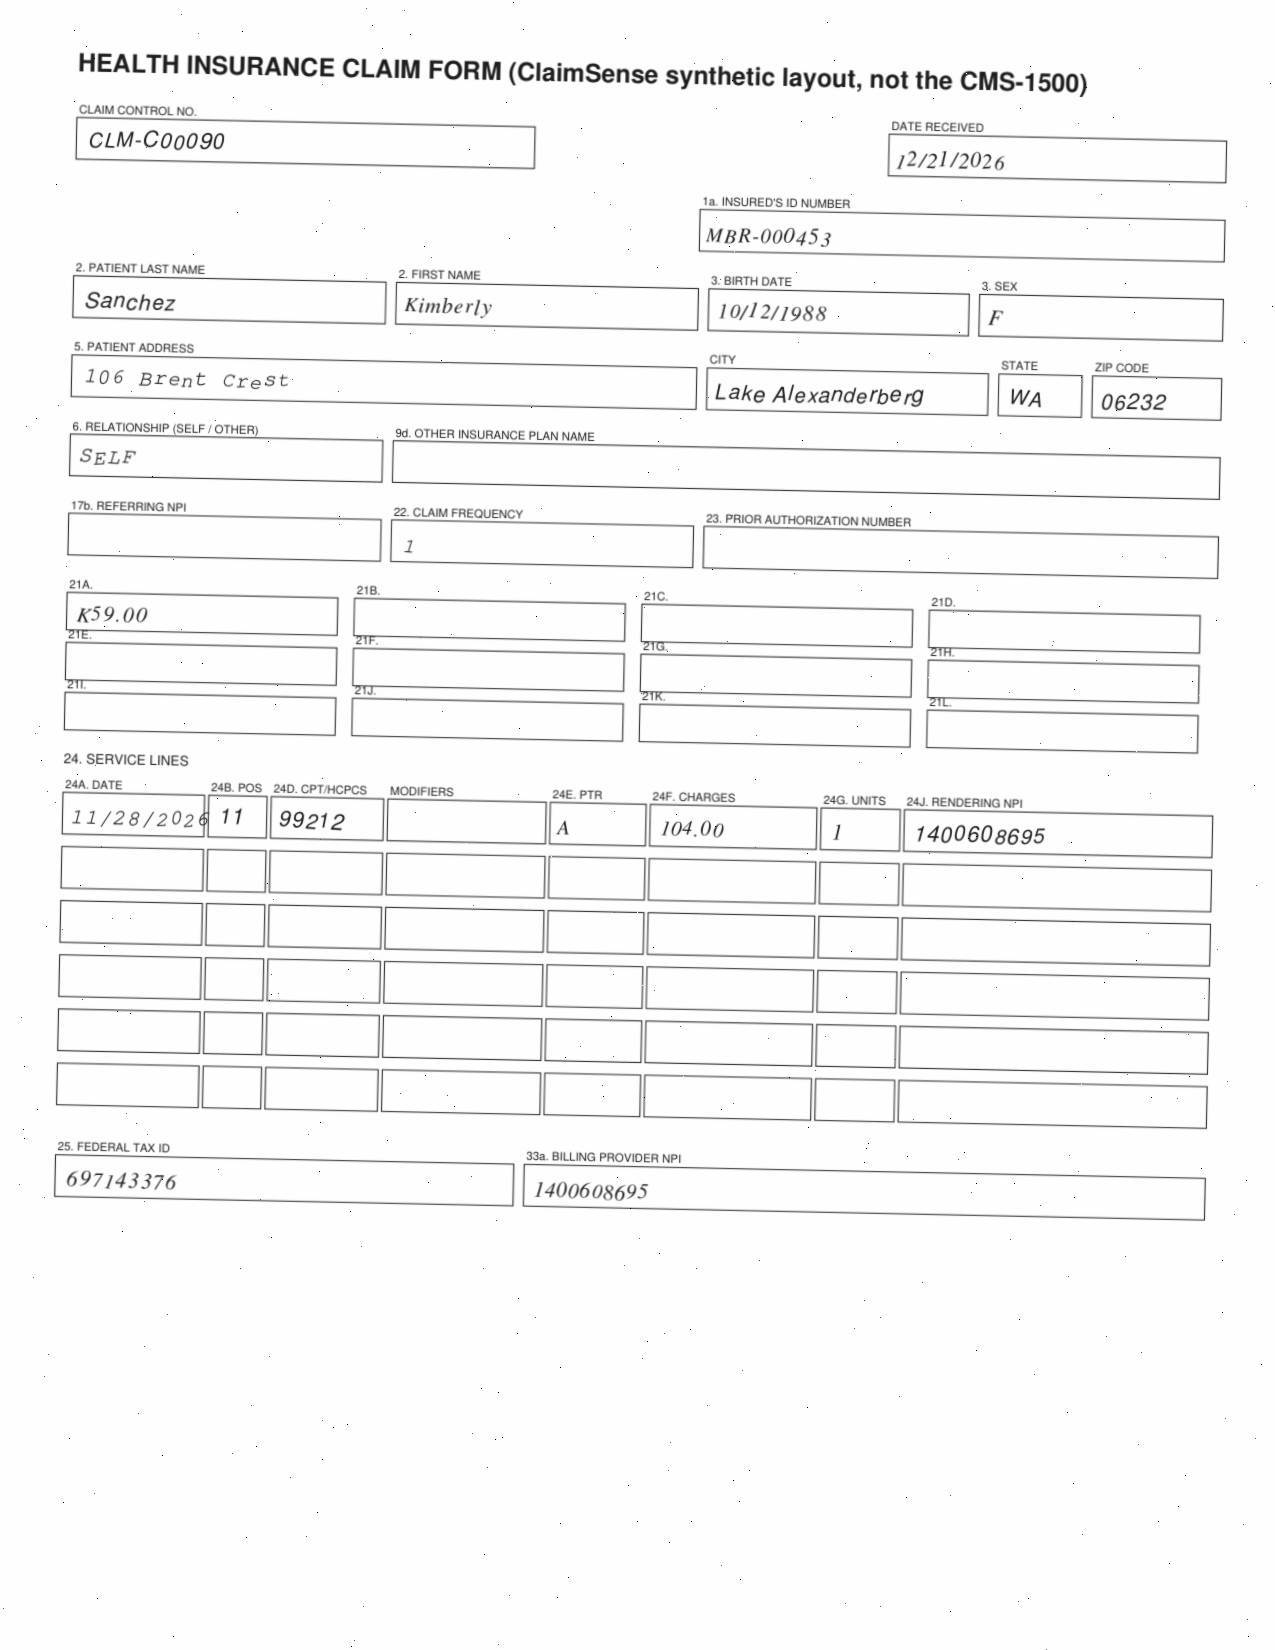 HEALTH INSURANCE CLAIM FORM (ClaimSense synthetic layout, not the CMS-1500)
CLAIM CONTROL NO.
CLM-C00090
DATE RECEIVED
12/21/2026
1a. INSURED'S ID NUMBER
MBR-000453
2. PATIENT LAST NAME 2. FIRST NAME 3. BIRTH DATE 3. SEX
Sanchez Kimberly 10/12/1988 F
5. PATIENT ADDRESS CITY STATE ZIP CODE
106 Brent Crest Lake Alexanderberg WA 06232
6. RELATIONSHIP (SELF / OTHER) 9d. OTHER INSURANCE PLAN NAME
SELF
17b. REFERRING NPI 22. CLAIM FREQUENCY 23. PRIOR AUTHORIZATION NUMBER
1
21A. 21B. 21C. 21D.
K59.00
21E. 21F. 21G. 21H.
21I. 21J. 21K. 21L.
24. SERVICE LINES
24A. DATE 24B. POS 24D. CPT/HCPCS MODIFIERS 24E. PTR 24F. CHARGES 24G. UNITS 24J. RENDERING NPI
11/28/2026 11 99212 A 104.00 1 1400608695
25. FEDERAL TAX ID 33a. BILLING PROVIDER NPI
697143376 1400608695